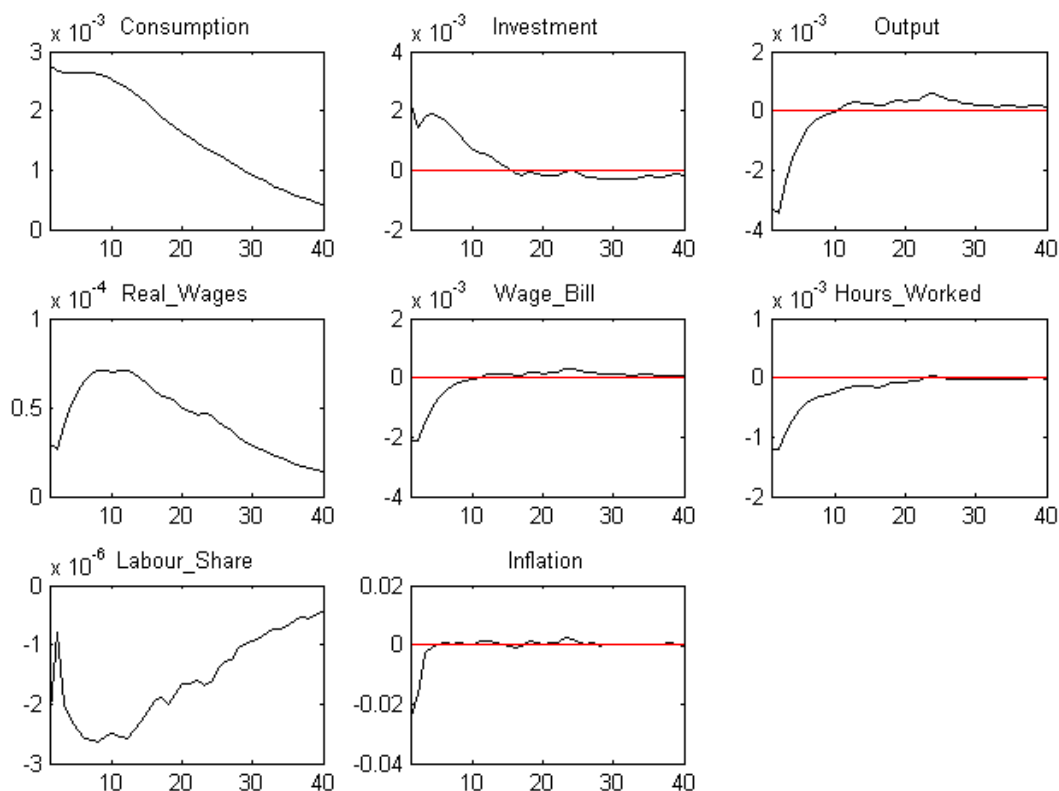 x 10-3 Consumption
3
2
1
0
10 20 30 40
x 10-3 Investment
4
2
0
-2
10 20 30 40
x 10-3 Output
2
0
-2
-4
10 20 30 40
x 10-4 Real_Wages
1
0.5
0
10 20 30 40
x 10-3 Wage_Bill
2
0
-2
-4
10 20 30 40
x 10-3 Hours_Worked
1
0
-1
-2
10 20 30 40
x 10-6 Labour_Share
0
-1
-2
-3
10 20 30 40
Inflation
0.02
0
-0.02
-0.04
10 20 30 40